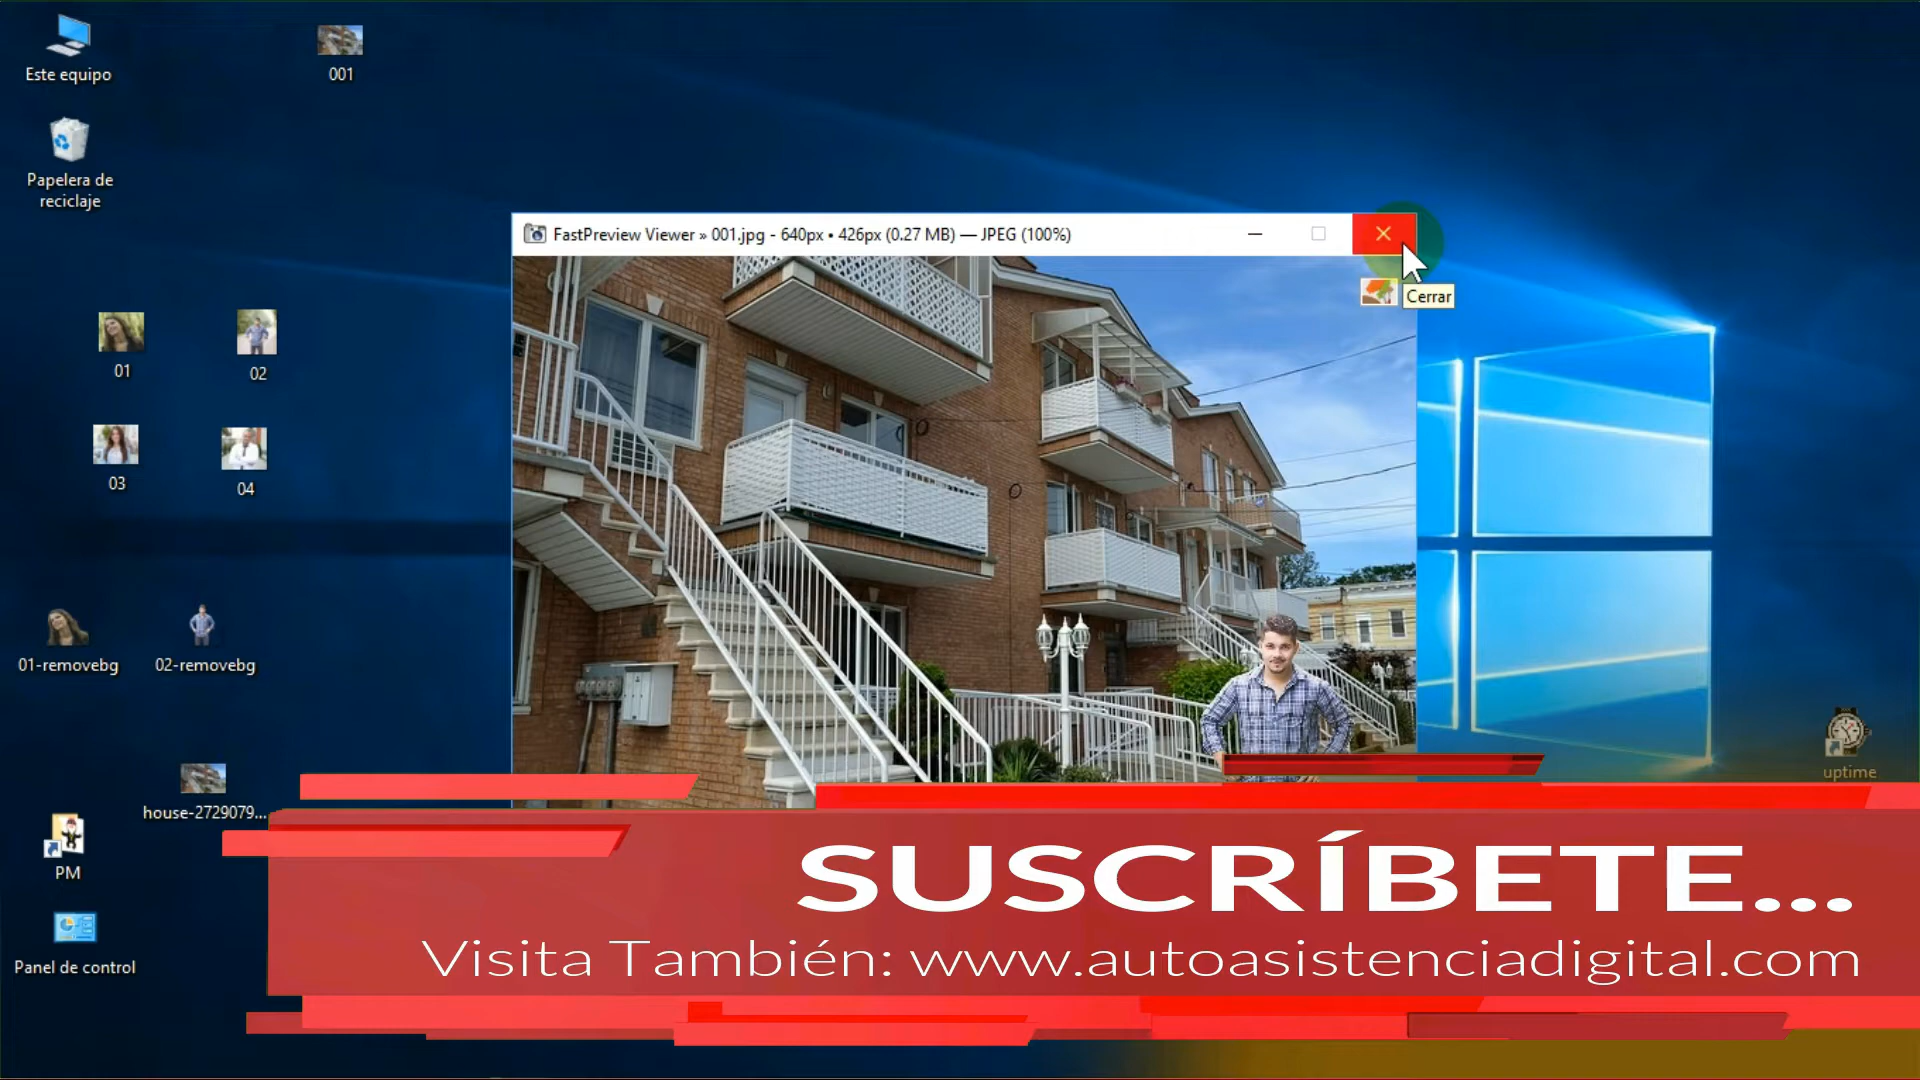 Este equipo
001
Papelera de
reciclaje
FastPreview Viewer » 001.jpg - 640px • 426px (0.27 MB) — JPEG (100%)
Cerrar
01
02
03
04
01-removebg
02-removebg
house-2729079...
uptime
PM
Panel de control
SUSCRÍBETE...
Visita También: www.autoasistenciadigital.com